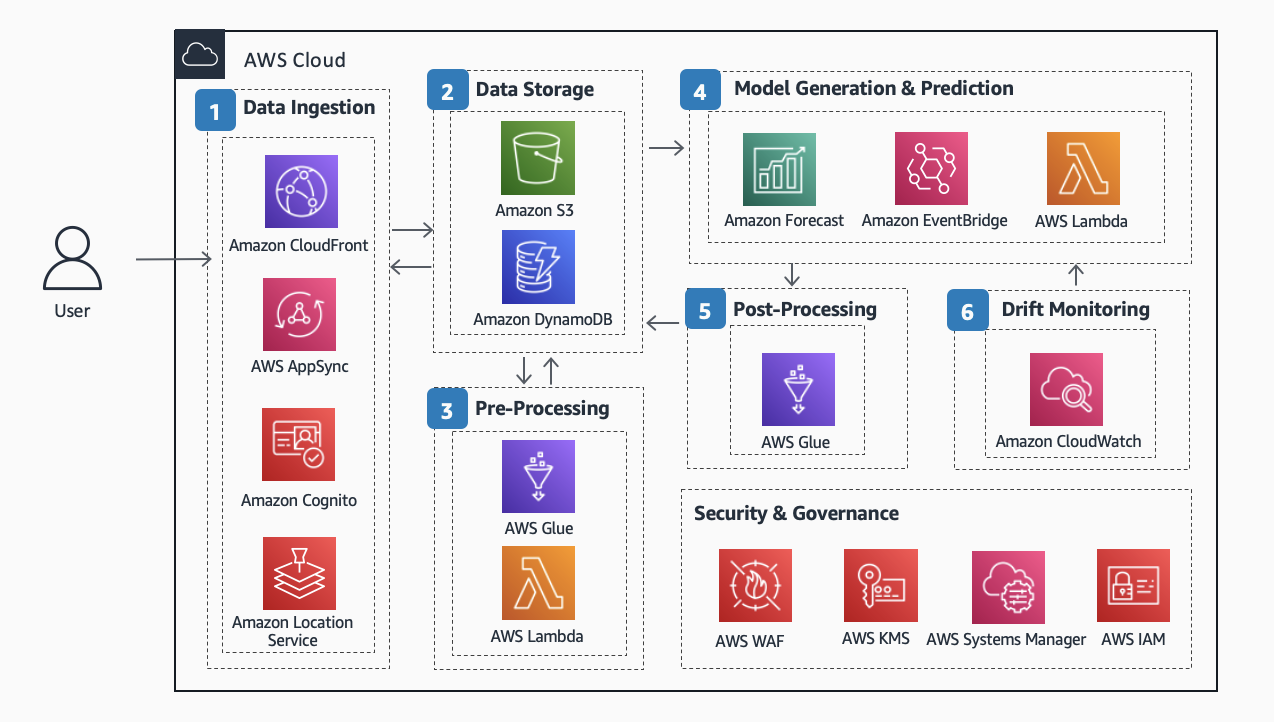 AWS Cloud
1
Data Ingestion
Amazon CloudFront
AWS AppSync
Amazon Cognito
Amazon Location
Service
User
2
Data Storage
Amazon S3
Amazon DynamoDB
3
Pre-Processing
AWS Glue
AWS Lambda
4
Model Generation & Prediction
Amazon Forecast
Amazon EventBridge
AWS Lambda
5
Post-Processing
AWS Glue
6
Drift Monitoring
Amazon CloudWatch
Security & Governance
AWS WAF
AWS KMS
AWS Systems Manager
AWS IAM